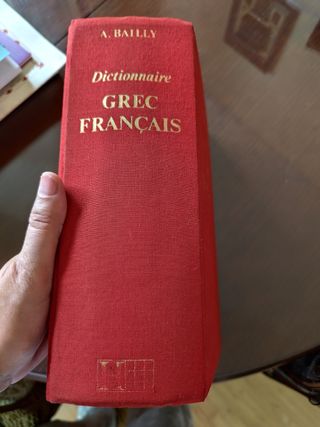 A. BAILLY
Dictionnaire
GREC
FRANÇAIS